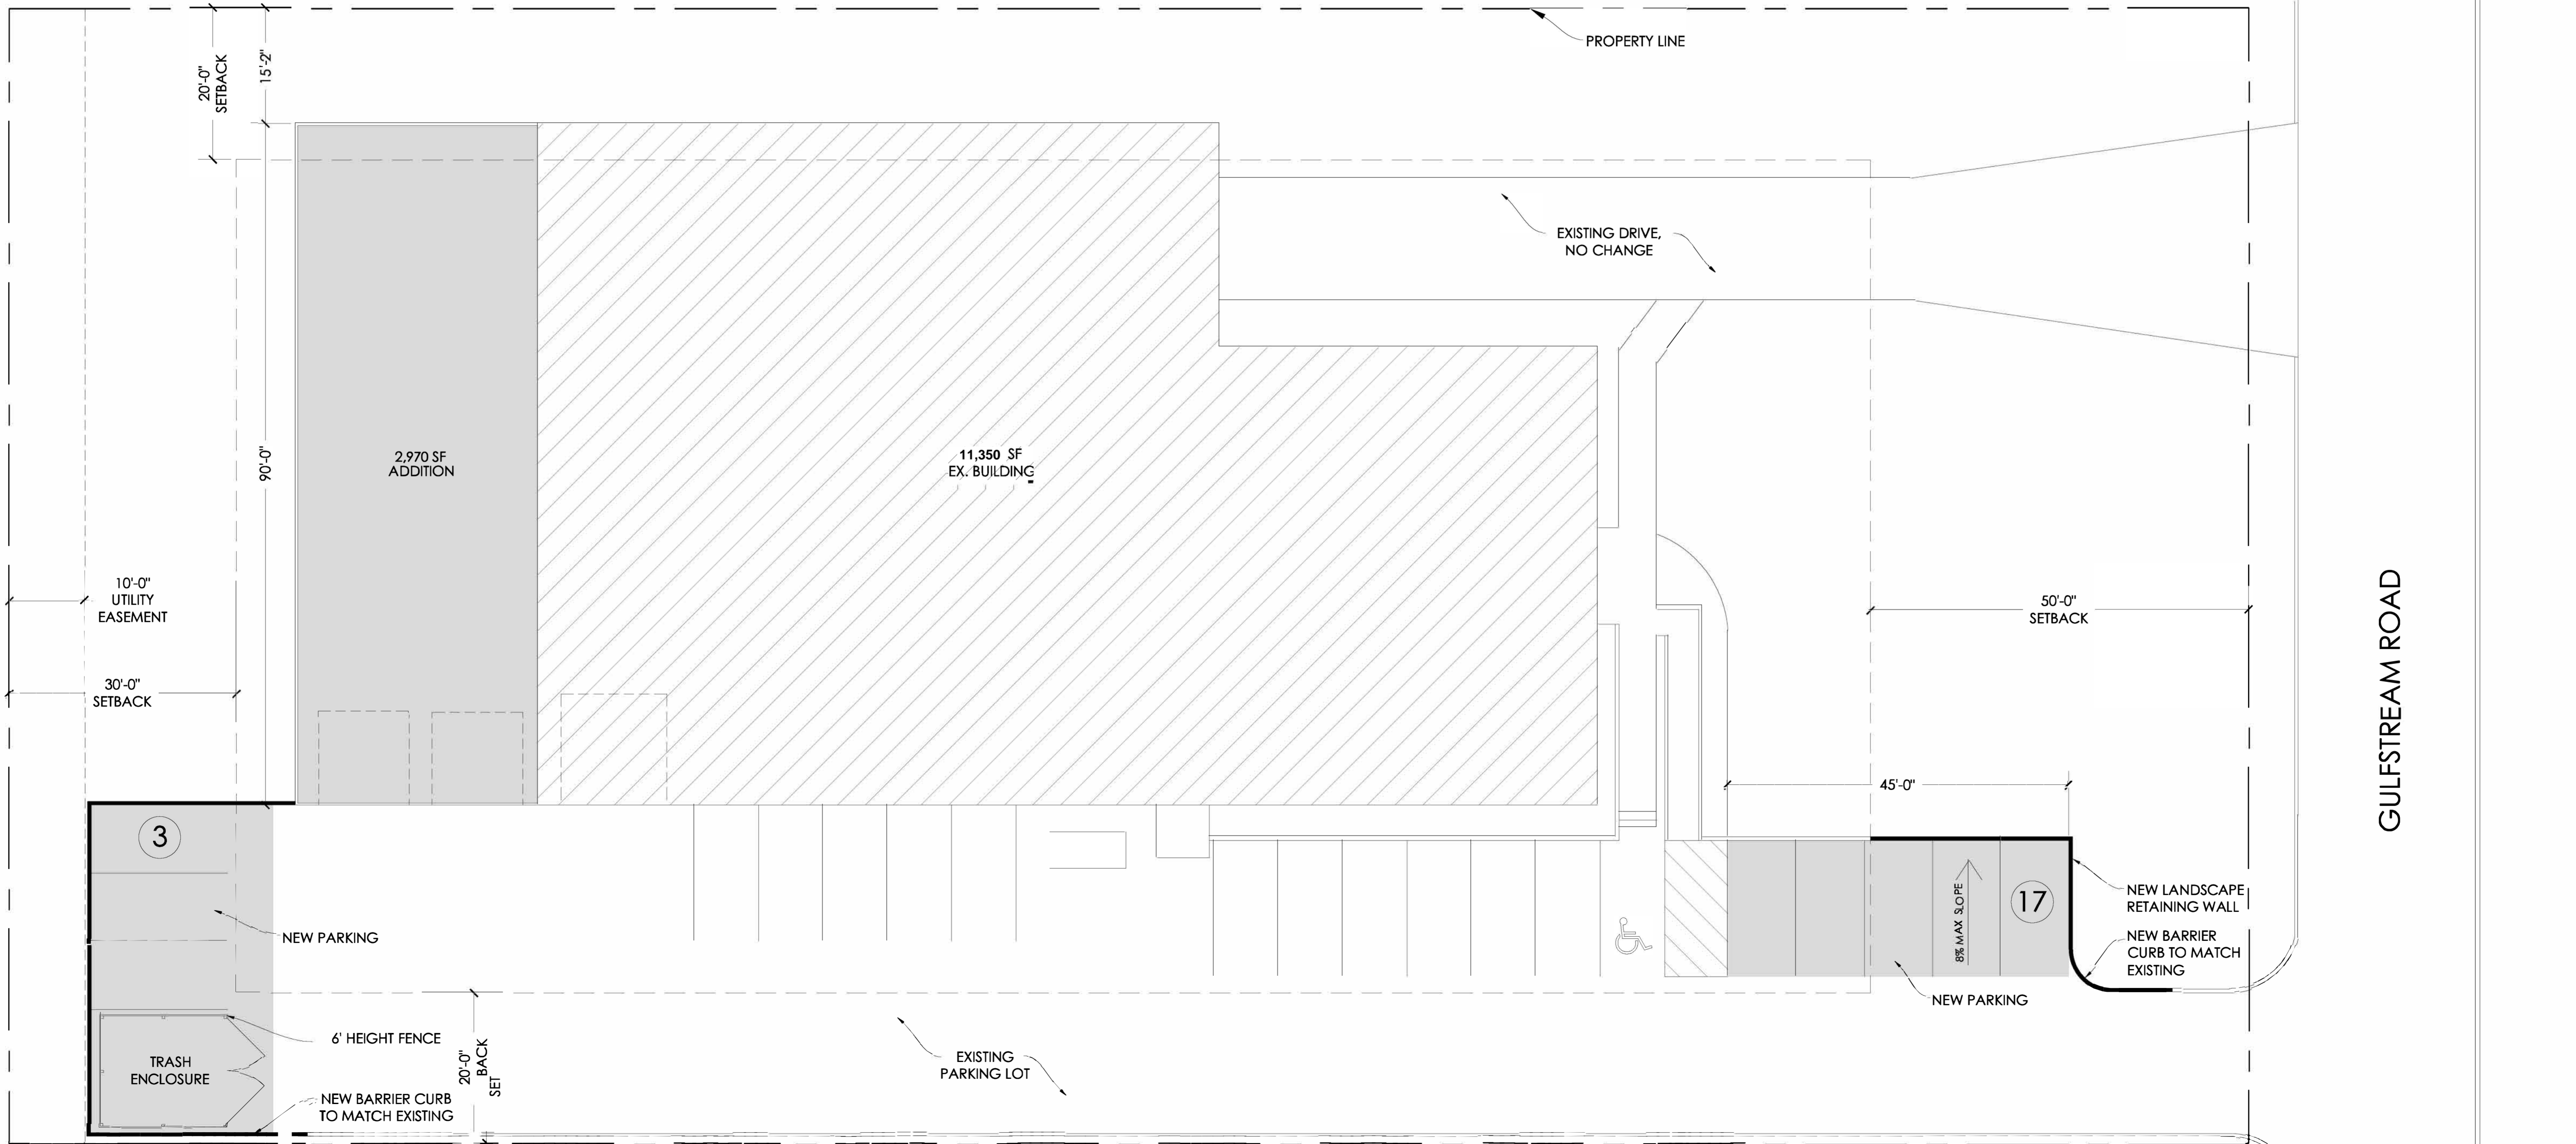 PROPERTY LINE
20'-0"
SETBACK
15'-2"
EXISTING DRIVE,
NO CHANGE
90'-0"
2,970 SF
ADDITION
11,350 SF
EX. BUILDING
10'-0"
UTILITY
EASEMENT
30'-0"
SETBACK
50'-0"
SETBACK
GULFSTREAM ROAD
45'-0"
3
NEW PARKING
8% MAX SLOPE
17
NEW LANDSCAPE
RETAINING WALL
NEW BARRIER
CURB TO MATCH
EXISTING
NEW PARKING
6' HEIGHT FENCE
TRASH
ENCLOSURE
20'-0"
BACK
SET
EXISTING
PARKING LOT
NEW BARRIER CURB
TO MATCH EXISTING